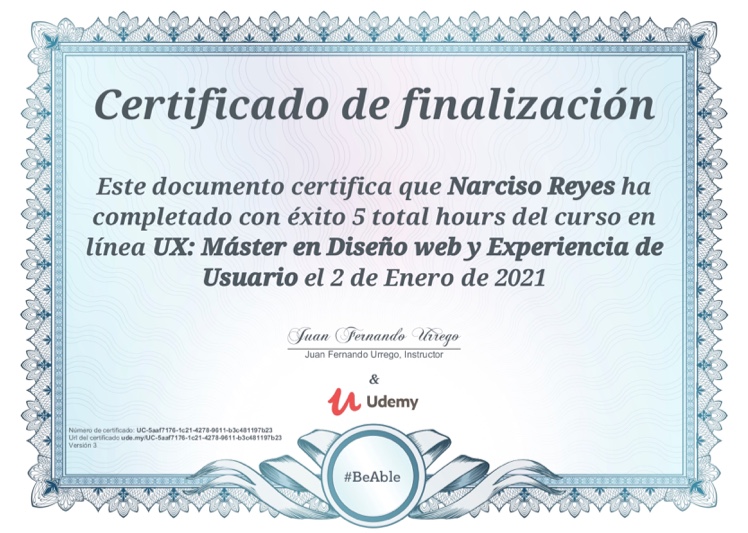 Certificado de finalización
Este documento certifica que Narciso Reyes ha
completado con éxito 5 total hours del curso en
línea UX: Máster en Diseño web y Experiencia de
Usuario el 2 de Enero de 2021
Juan Fernando Urrego
Juan Fernando Urrego, Instructor
&
Udemy
Número de certificado: UC-5aaf7176-1c21-4278-9611-b3c481197b23
Url del certificado ude.my/UC-5aaf7176-1c21-4278-9611-b3c481197b23
Versión 3
#BeAble